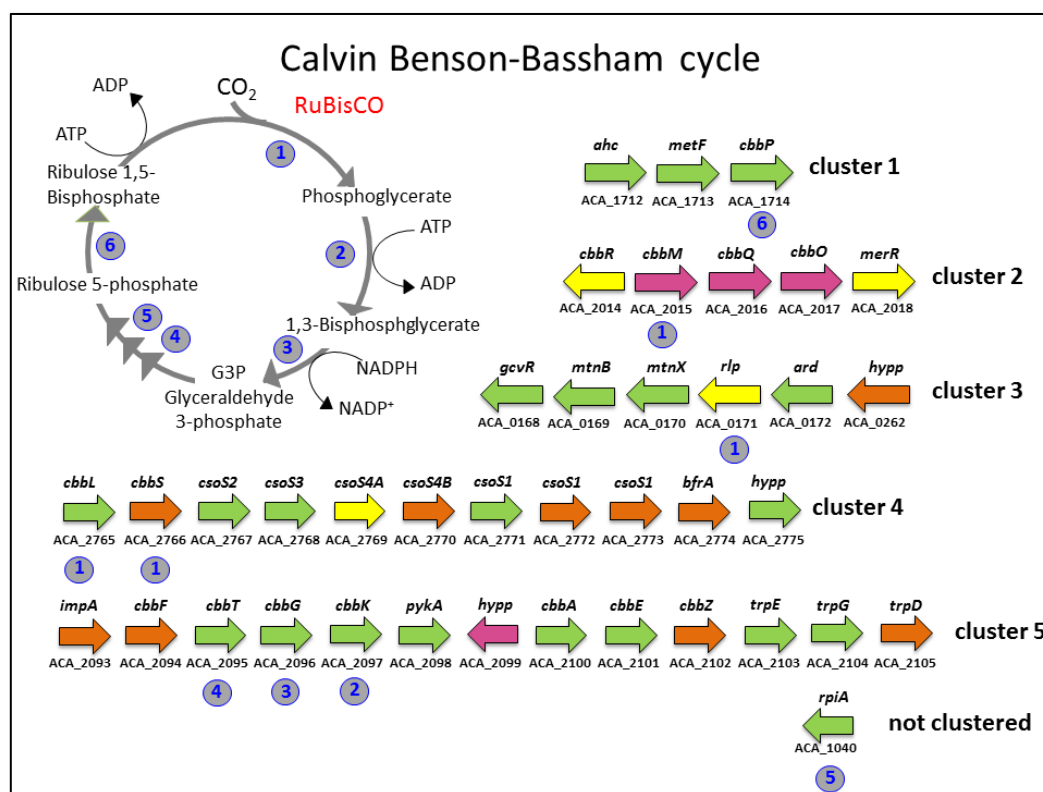 Calvin Benson-Bassham cycle
ADP
CO2
RuBisCO
ATP
1
Ribulose 1,5-
Bisphosphate
Phosphoglycerate
ATP
2
ADP
6
Ribulose 5-phosphate
5
4
1,3-Bisphosphglycerate
3
NADPH
NADP+
G3P
Glyceraldehyde
3-phosphate
ahc metF cbbP
cluster 1
ACA_1712 ACA_1713 ACA_1714
6
cbbR cbbM cbbQ cbbO merR
cluster 2
ACA_2014 ACA_2015 ACA_2016 ACA_2017 ACA_2018
1
gcvR mtnB mtnX rlp ard hypp
cluster 3
ACA_0168 ACA_0169 ACA_0170 ACA_0171 ACA_0172 ACA_0262
1
cbbL cbbS csoS2 csoS3 csoS4A csoS4B csoS1 csoS1 csoS1 bfrA hypp
cluster 4
ACA_2765 ACA_2766 ACA_2767 ACA_2768 ACA_2769 ACA_2770 ACA_2771 ACA_2772 ACA_2773 ACA_2774 ACA_2775
1 1
impA cbbF cbbT cbbG cbbK pykA hypp cbbA cbbE cbbZ trpE trpG trpD
cluster 5
ACA_2093 ACA_2094 ACA_2095 ACA_2096 ACA_2097 ACA_2098 ACA_2099 ACA_2100 ACA_2101 ACA_2102 ACA_2103 ACA_2104 ACA_2105
4 3 2
rpiA
not clustered
ACA_1040
5